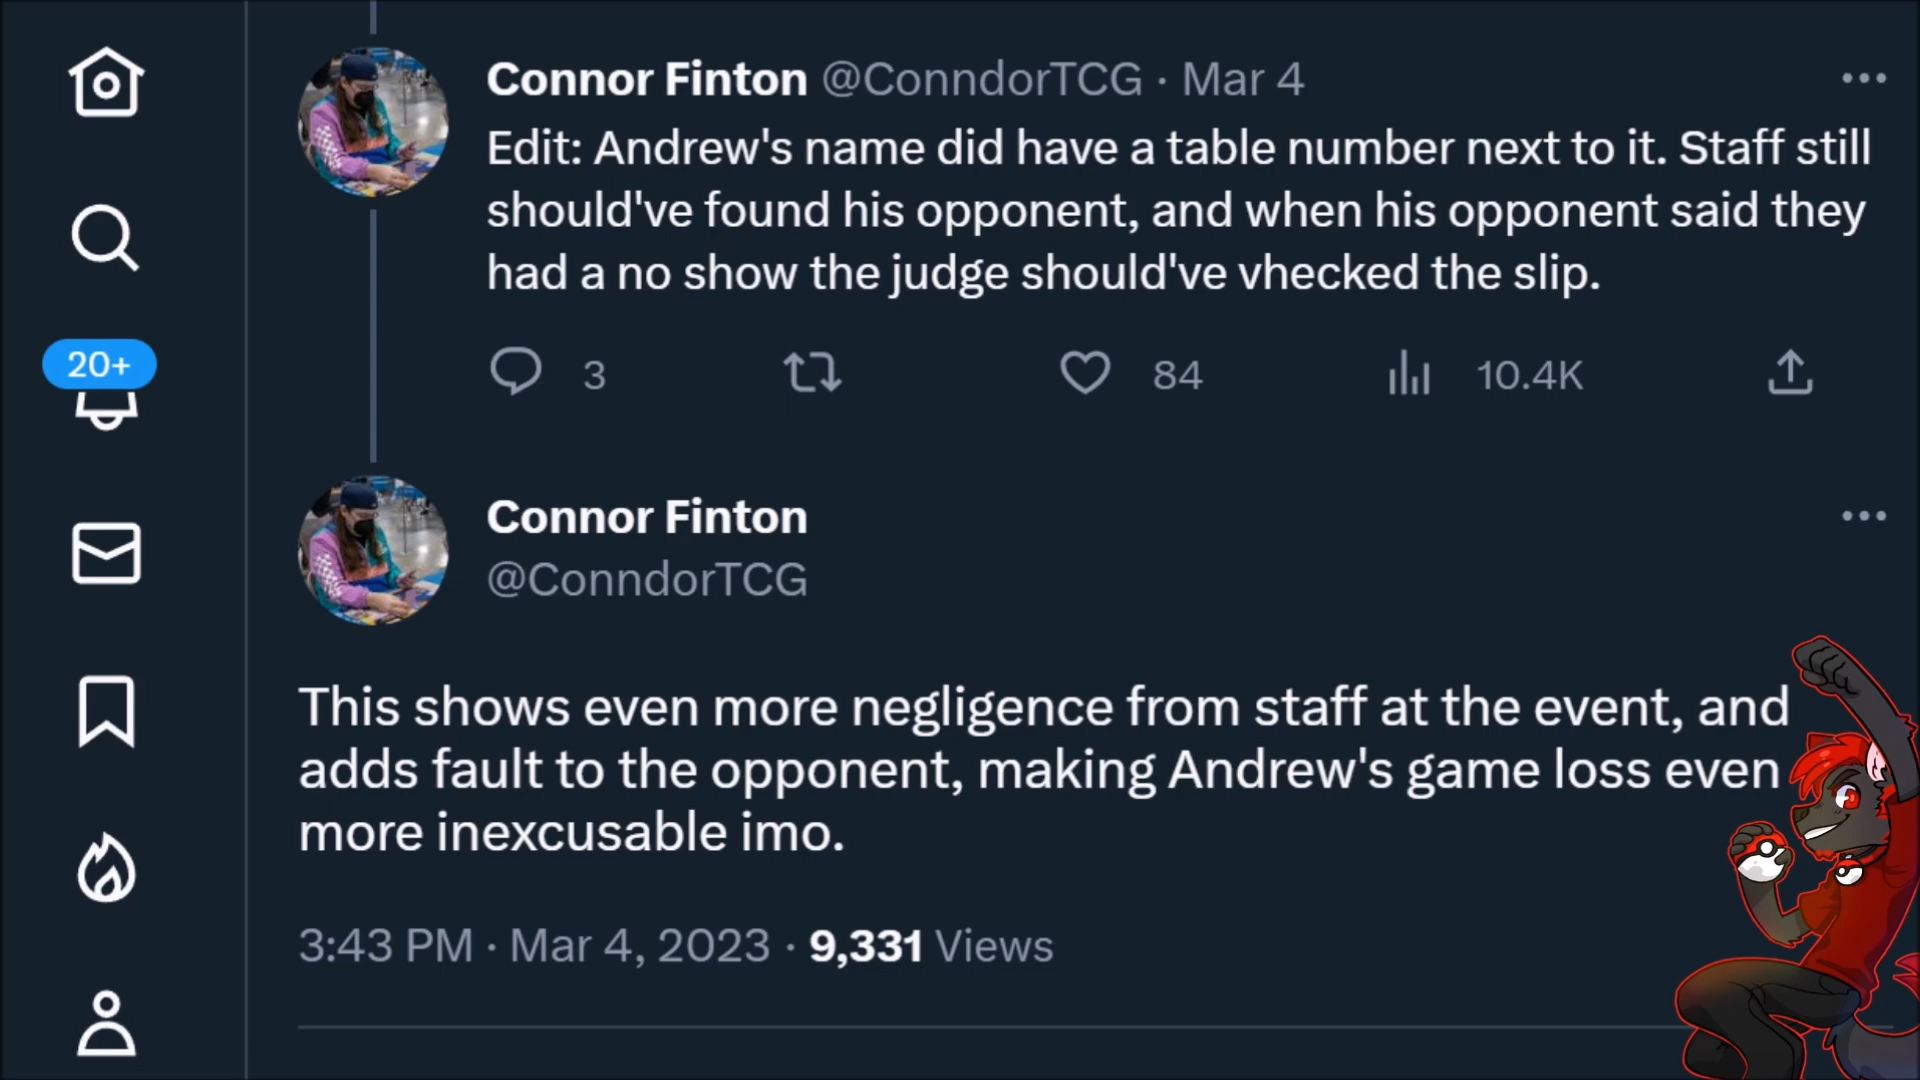 Connor Finton @ConndorTCG · Mar 4
Edit: Andrew's name did have a table number next to it. Staff still
should've found his opponent, and when his opponent said they
had a no show the judge should've vhecked the slip.
20+
3 84 10.4K
Connor Finton
@ConndorTCG
This shows even more negligence from staff at the event, and
adds fault to the opponent, making Andrew's game loss even
more inexcusable imo.
3:43 PM · Mar 4, 2023 · 9,331 Views